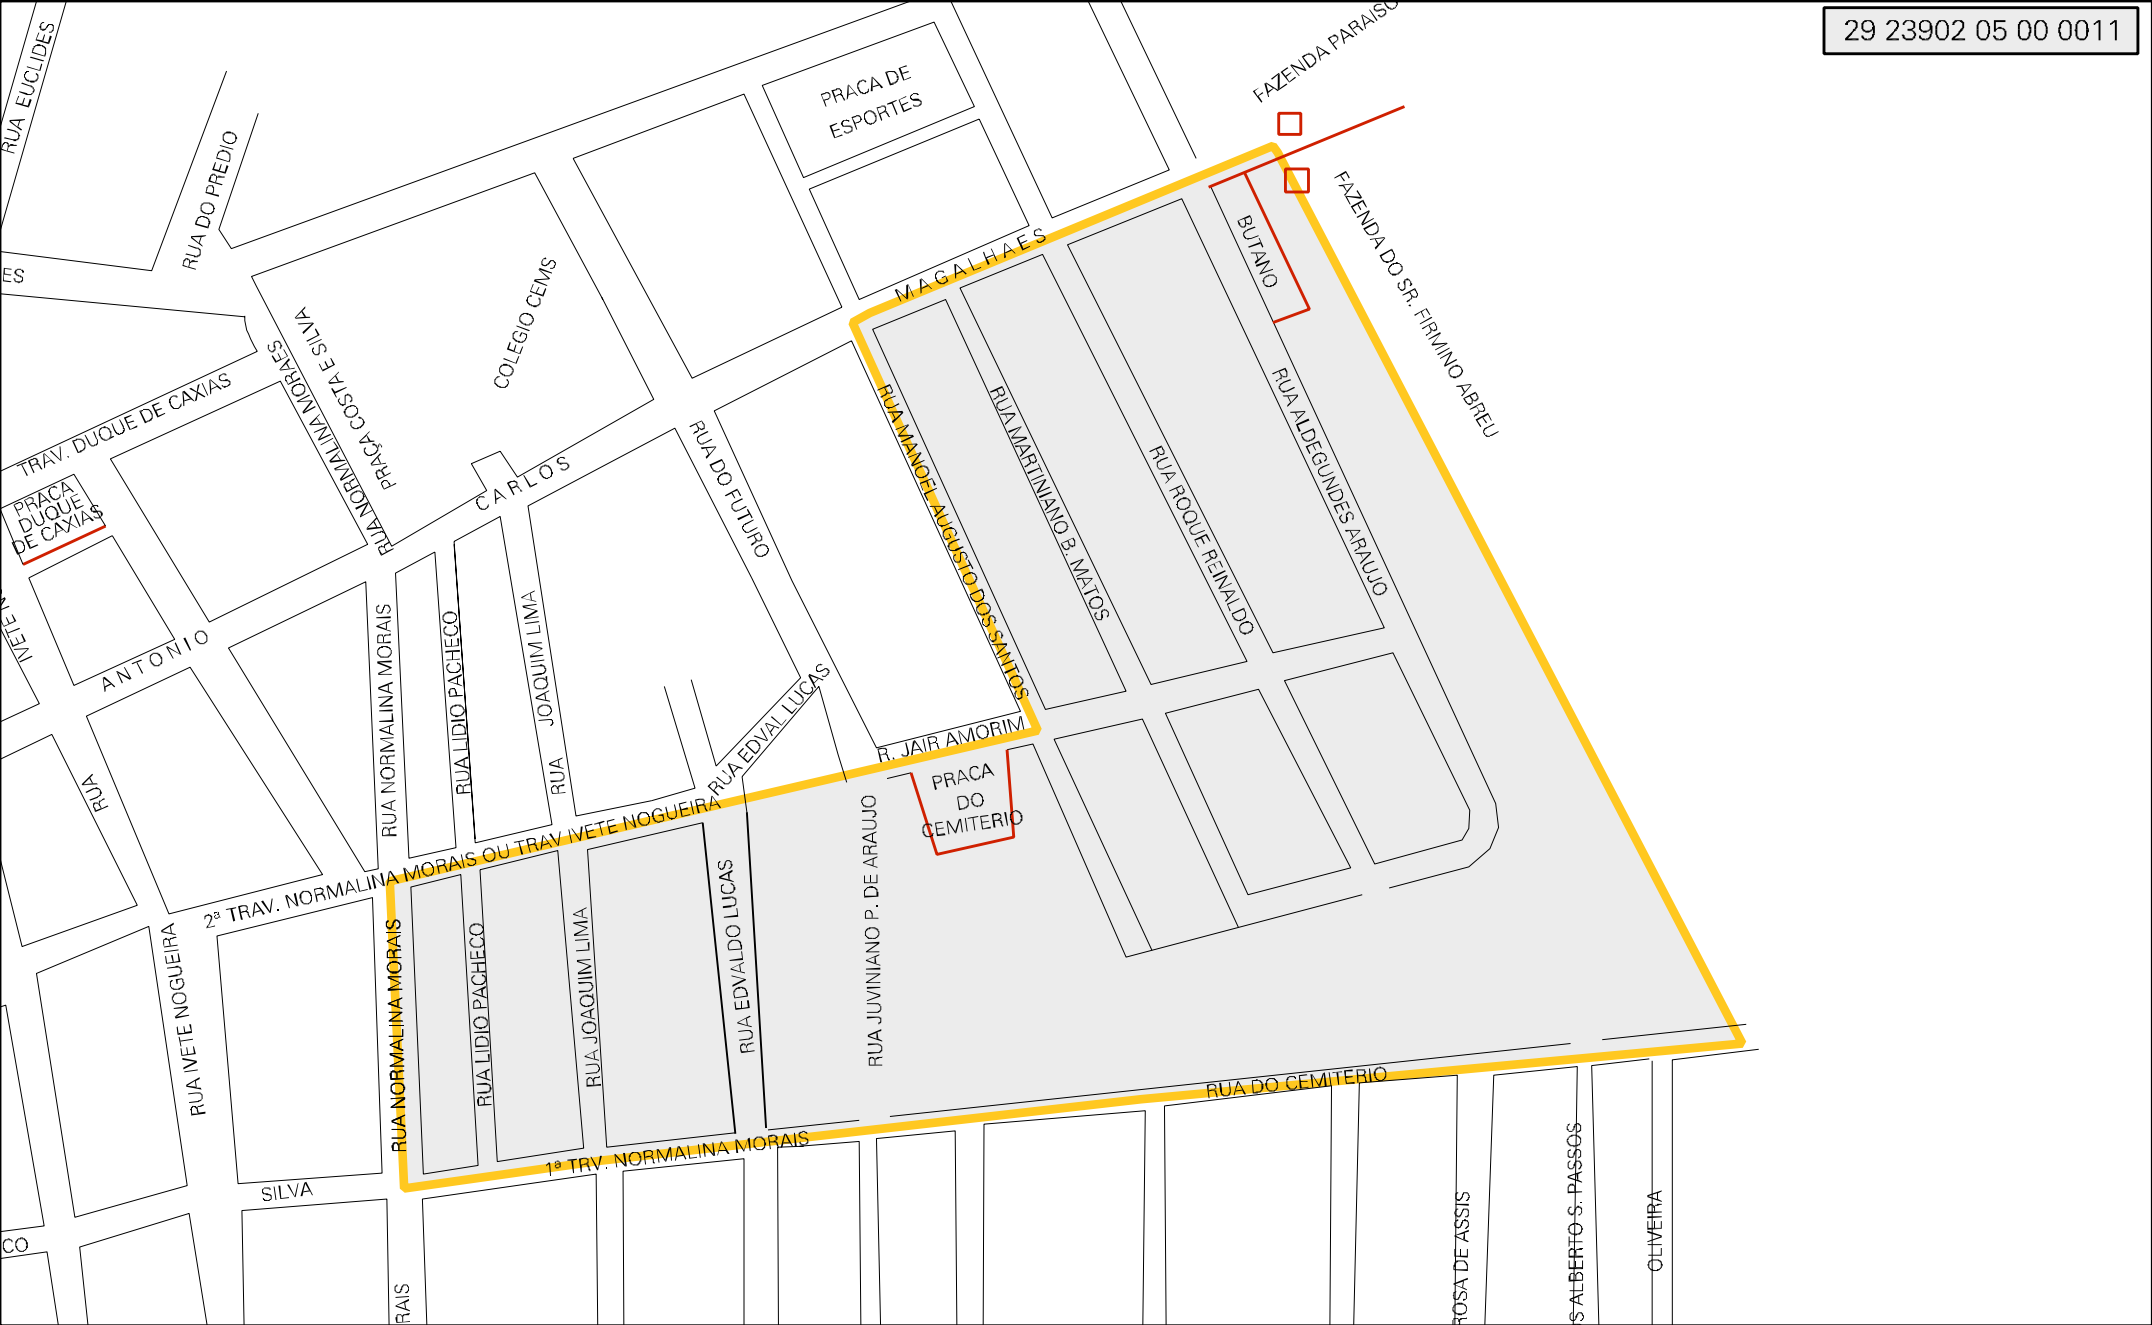 29 23902 05 00 0011
RUA EUCLIDES
FAZENDA PARAISO
PRACA DE
ESPORTES
RUA DO PREDIO
FAZENDA DO SR. FIRMINO ABREU
BUTANO
MAGALHAES
ES
COLEGIO CEMS
PRAÇA COSTA E SILVA
RUA NORMALINA MORAES
TRAV. DUQUE DE CAXIAS
PRACA
DUQUE
DE CAXIAS
CARLOS
RUA DO FUTURO
RUA MANOEL AUGUSTO DOS SANTOS
RUA MARTINIANO B. MATOS
RUA ROQUE REINALDO
RUA ALDEGUNDES ARAUJO
IVETE N
ANTONIO
RUA NORMALINA MORAIS
RUA LIDIO PACHECO
RUA JOAQUIM LIMA
RUA EDVAL LUCAS
R. JAIR AMORIM
PRACA
DO
CEMITERIO
RUA
2ª TRAV. NORMALINA MORAIS OU TRAV IVETE NOGUEIRA
RUA IVETE NOGUEIRA
RUA NORMALINA MORAIS
RUA LIDIO PACHECO
RUA JOAQUIM LIMA
RUA EDVALDO LUCAS
RUA JUVINIANO P. DE ARAUJO
RUA DO CEMITERIO
1ª TRV. NORMALINA MORAIS
SILVA
CO
RAIS
ROSA DE ASSIS
S ALBERTO S. PASSOS
OLIVEIRA